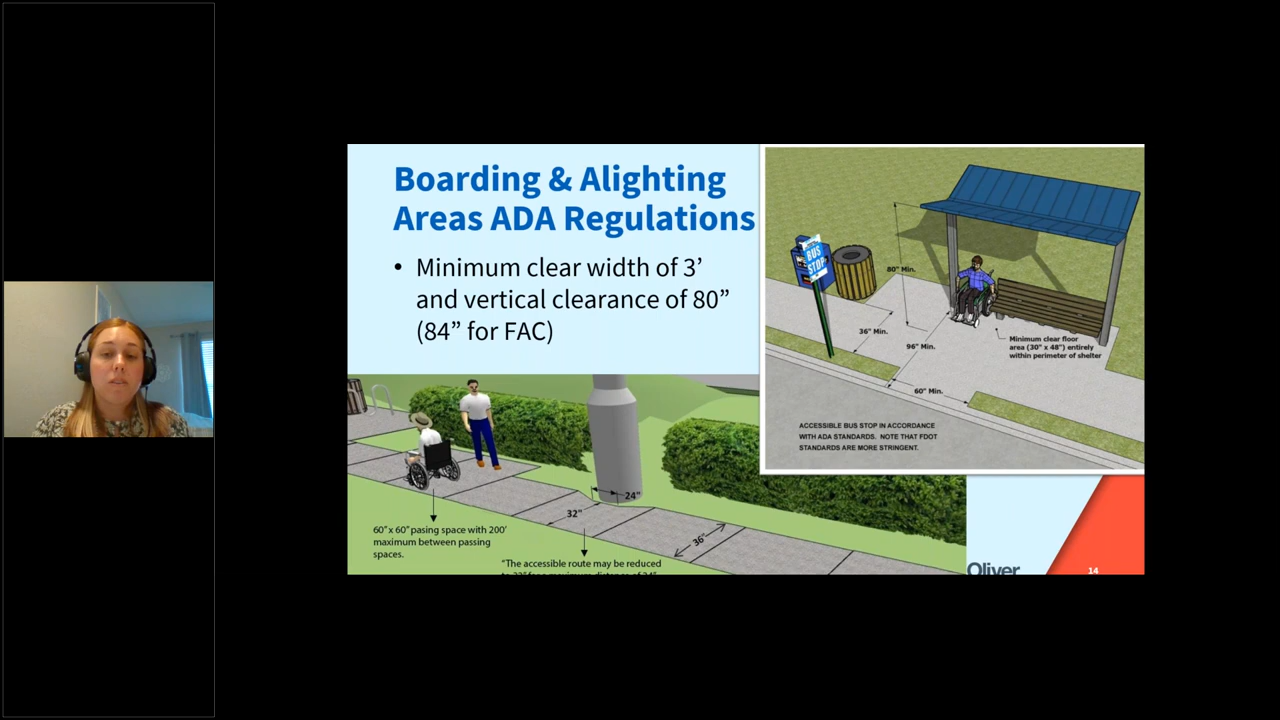 Boarding & Alighting
Areas ADA Regulations
• Minimum clear width of 3’
and vertical clearance of 80”
(84” for FAC)
BUS
STOP
80" Min.
36" Min.
96" Min.
60" Min.
Minimum clear floor
area (30" x 48") entirely
within perimeter of shelter
ACCESSIBLE BUS STOP IN ACCORDANCE
WITH ADA STANDARDS. NOTE THAT FDOT
STANDARDS ARE MORE STRINGENT.
24"
32"
36"
60"x 60" pasing space with 200'
maximum between passing
spaces.
"The accessible route may be reduced
Oliver
14